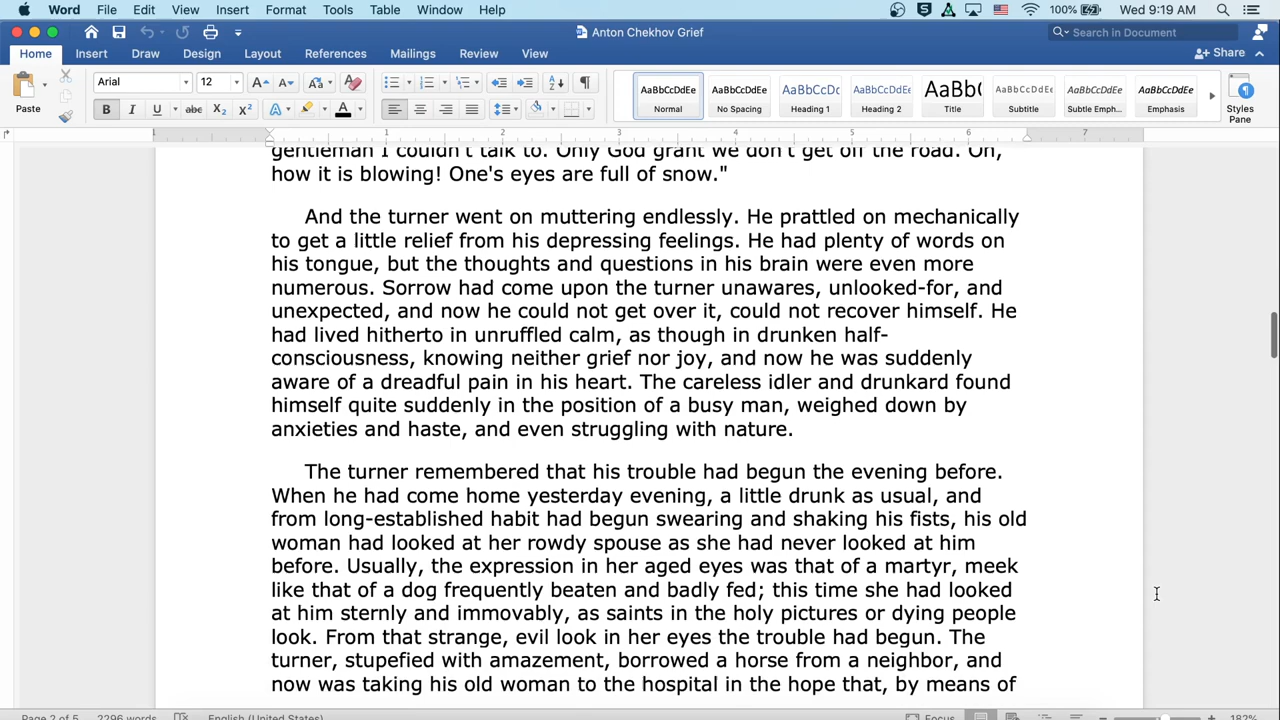 Word File Edit View Insert Format Tools Table Window Help 100% Wed 9:19 AM
Anton Chekhov Grief
Search in Document
Home Insert Draw Design Layout References Mailings Review View Share
Paste Arial 12 AaBbCcDdEe AaBbCcDdEe AaBbCcDc AaBbCcDdEe AaBbC AaBbCcDdEe AaBbCcDdEe AaBbCcDdEe
Normal No Spacing Heading 1 Heading 2 Title Subtitle Subtle Emph... Emphasis Styles Pane
B I U abc X₂ X² A A
1 1 2 3 4 5 6 7
gentleman I couldn't talk to. Only God grant we don't get off the road. Oh,
how it is blowing! One's eyes are full of snow."
And the turner went on muttering endlessly. He prattled on mechanically
to get a little relief from his depressing feelings. He had plenty of words on
his tongue, but the thoughts and questions in his brain were even more
numerous. Sorrow had come upon the turner unawares, unlooked-for, and
unexpected, and now he could not get over it, could not recover himself. He
had lived hitherto in unruffled calm, as though in drunken half-
consciousness, knowing neither grief nor joy, and now he was suddenly
aware of a dreadful pain in his heart. The careless idler and drunkard found
himself quite suddenly in the position of a busy man, weighed down by
anxieties and haste, and even struggling with nature.
The turner remembered that his trouble had begun the evening before.
When he had come home yesterday evening, a little drunk as usual, and
from long-established habit had begun swearing and shaking his fists, his old
woman had looked at her rowdy spouse as she had never looked at him
before. Usually, the expression in her aged eyes was that of a martyr, meek
like that of a dog frequently beaten and badly fed; this time she had looked
at him sternly and immovably, as saints in the holy pictures or dying people
look. From that strange, evil look in her eyes the trouble had begun. The
turner, stupefied with amazement, borrowed a horse from a neighbor, and
now was taking his old woman to the hospital in the hope that, by means of
Page 2 of 5 2296 words English (United States) Focus 182%